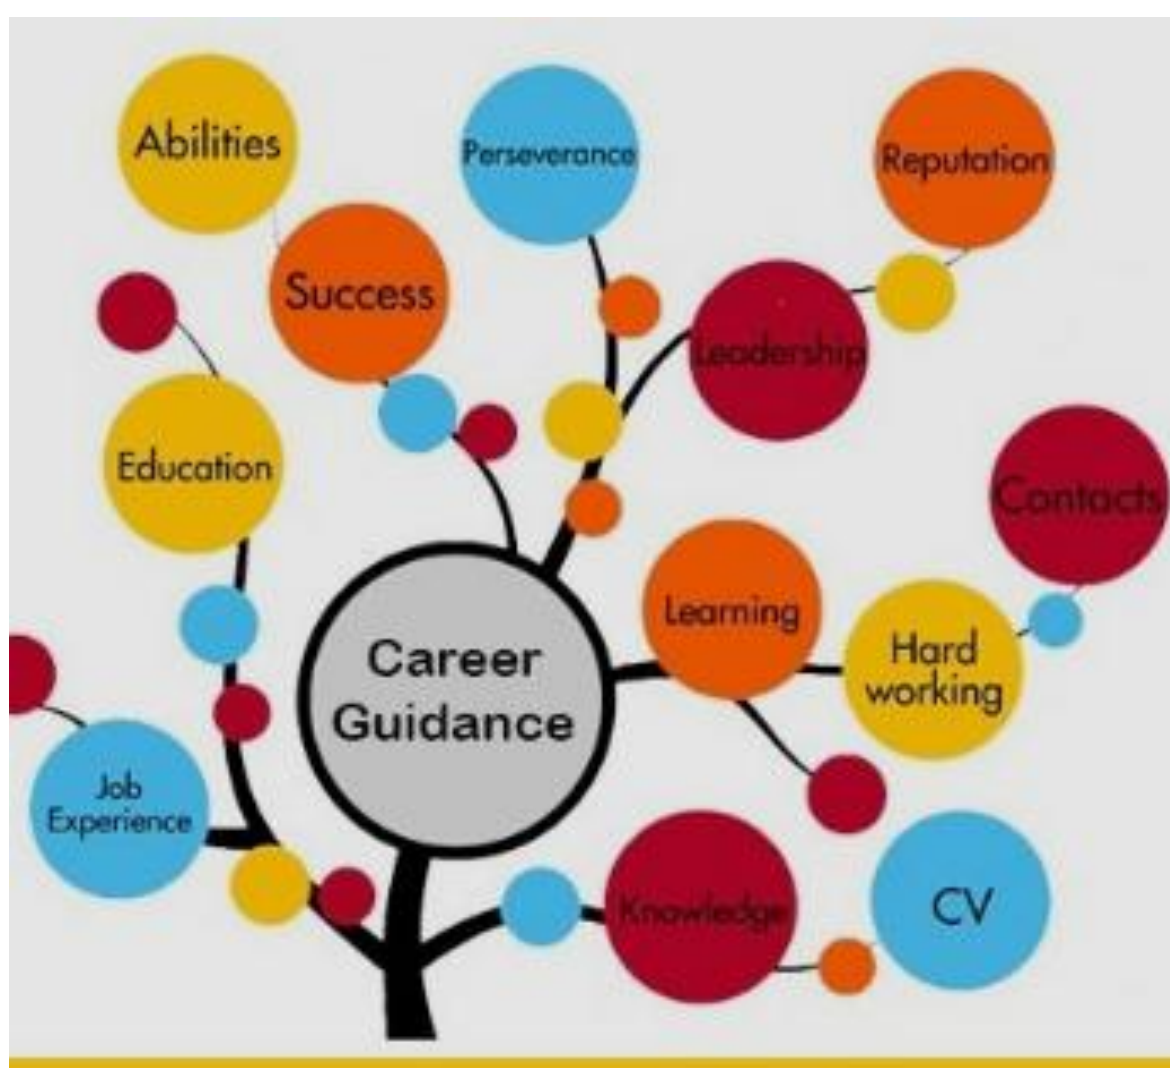 Abilities
Perseverance
Reputation
Success
Leadership
Education
Contacts
Learning
Hard
working
Career
Guidance
Job
Experience
Knowledge
CV